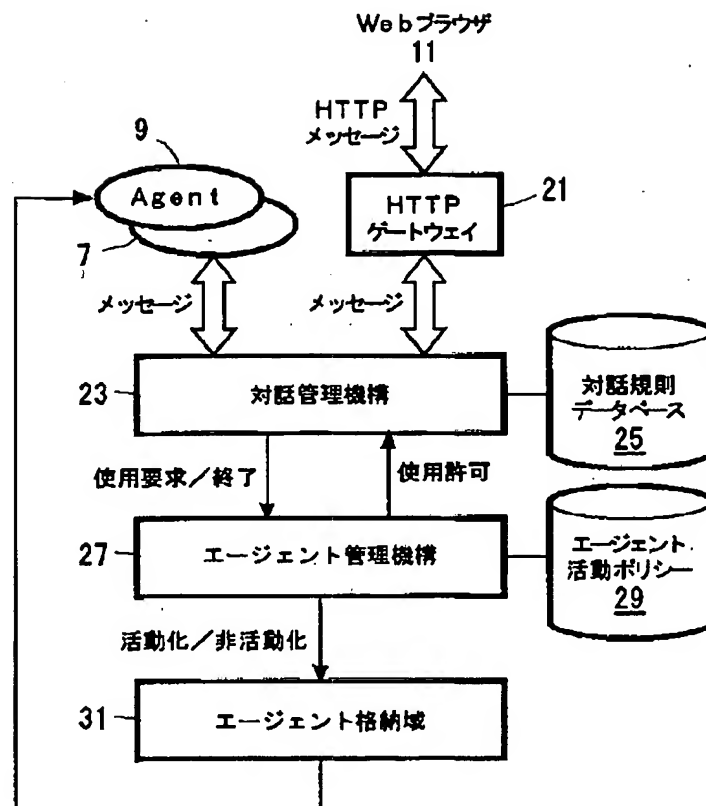 Webブラウザ
11
HTTP
メッセージ
9
Agent
7
21
HTTP
ゲートウェイ
メッセージ
メッセージ
23
対話管理機構
対話規則
データベース
25
使用要求/終了
使用許可
27
エージェント管理機構
エージェント
活動ポリシー
29
活動化/非活動化
31
エージェント格納域